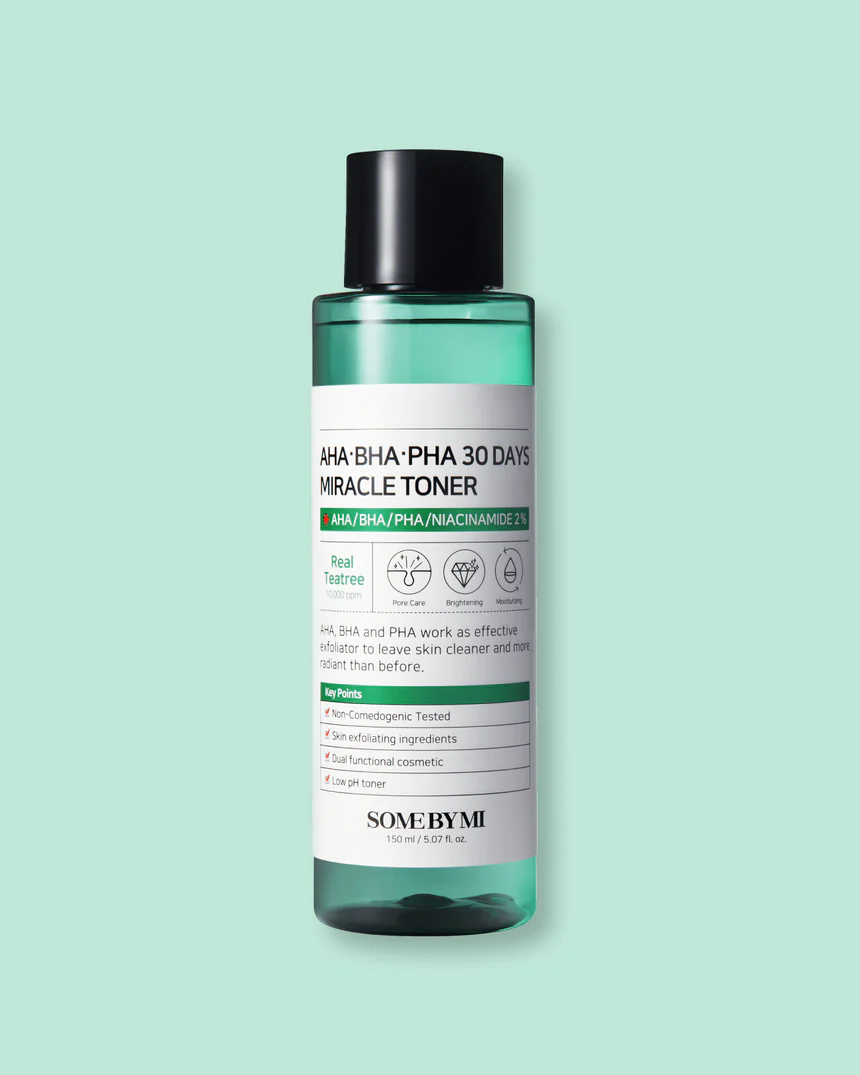 AHA·BHA·PHA 30 DAYS
MIRACLE TONER
AHA/BHA/PHA/NIACINAMIDE 2%
Real
Teatree
10,000 ppm
Pore Care
Brightening
Moisturizing
AHA, BHA and PHA work as effective
exfoliator to leave skin cleaner and more
radiant than before.
Key Points
Non-Comedogenic Tested
Skin exfoliating ingredients
Dual functional cosmetic
Low pH toner
SOME BY MI
150 ml / 5.07 fl. oz.